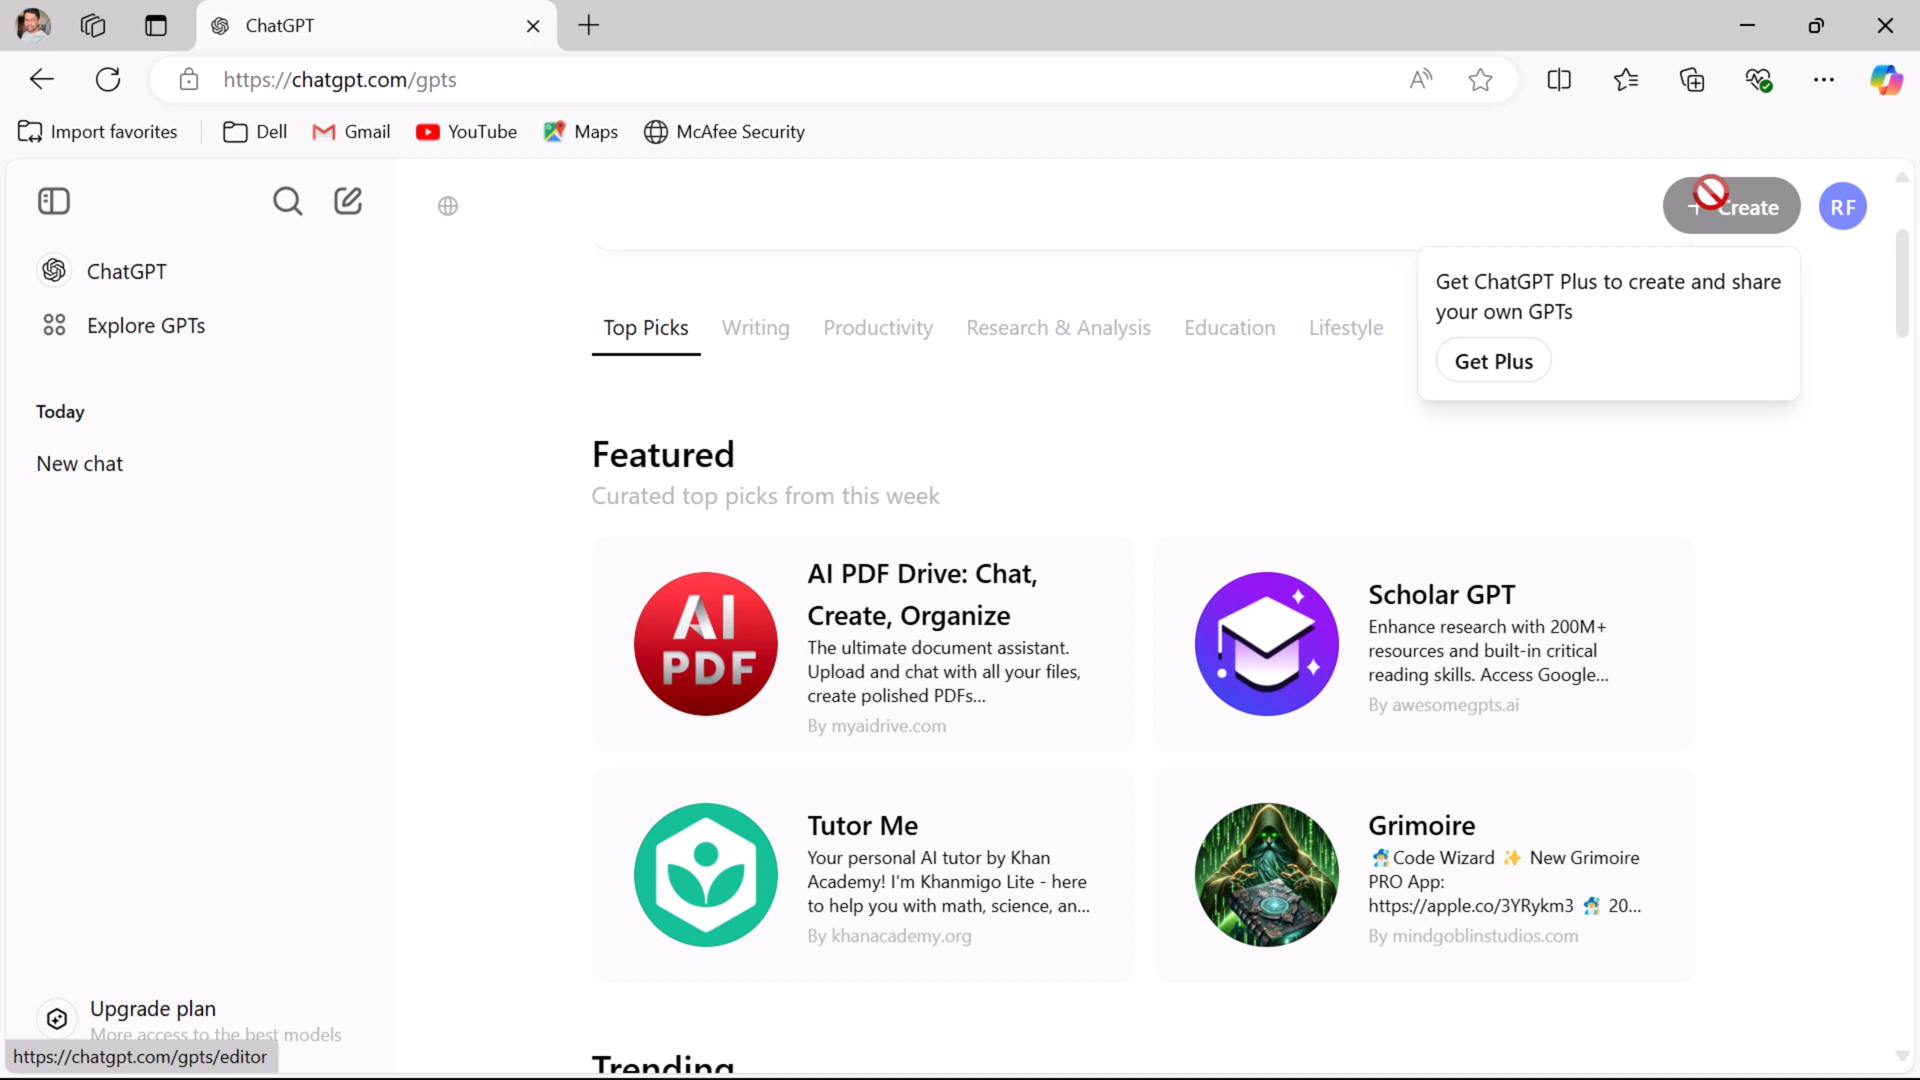 ChatGPT
https://chatgpt.com/gpts
Import favorites
Dell
Gmail
YouTube
Maps
McAfee Security
Create
RF
ChatGPT
Explore GPTs
Today
New chat
Get ChatGPT Plus to create and share
your own GPTs
Get Plus
Top Picks
Writing
Productivity
Research & Analysis
Education
Lifestyle
Featured
Curated top picks from this week
AI
PDF
AI PDF Drive: Chat,
Create, Organize
The ultimate document assistant.
Upload and chat with all your files,
create polished PDFs...
By myaidrive.com
Scholar GPT
Enhance research with 200M+
resources and built-in critical
reading skills. Access Google...
By awesomegpts.ai
Tutor Me
Your personal AI tutor by Khan
Academy! I'm Khanmigo Lite - here
to help you with math, science, an...
By khanacademy.org
Grimoire
🧙‍♂️Code Wizard ✨ New Grimoire
PRO App:
https://apple.co/3YRykm3 🧙‍♂️ 20...
By mindgoblinstudios.com
Trending
Upgrade plan
More access to the best models
https://chatgpt.com/gpts/editor